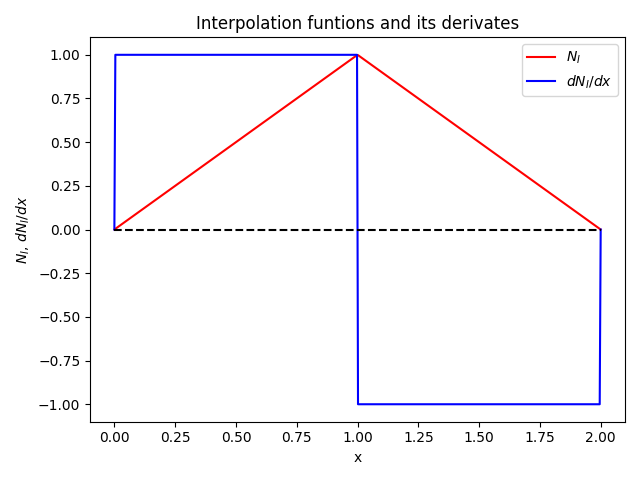 Interpolation funtions and its derivates
N_I
dN_I/dx
1.00
0.75
0.50
0.25
0.00
−0.25
−0.50
−0.75
−1.00
N_I, dN_I/dx
0.00 0.25 0.50 0.75 1.00 1.25 1.50 1.75 2.00
x